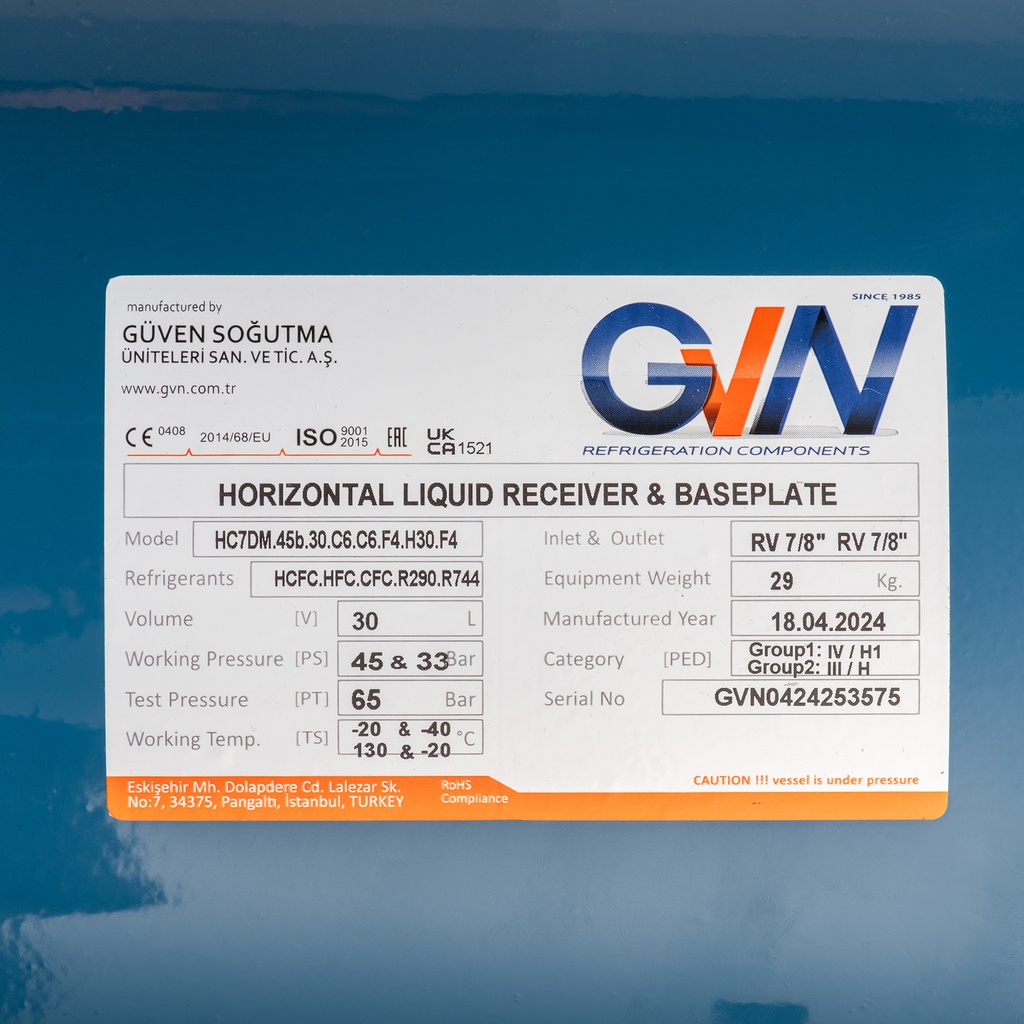 manufactured by
GÜVEN SOĞUTMA
ÜNİTELERİ SAN. VE TİC. A.Ş.
www.gvn.com.tr
CE 0408 2014/68/EU ISO 9001 2015 EAC UK CA 1521
SINCE 1985
GVN
REFRIGERATION COMPONENTS
HORIZONTAL LIQUID RECEIVER & BASEPLATE
Model HC7DM.45b.30.C6.C6.F4.H30.F4
Refrigerants HCFC.HFC.CFC.R290.R744
Volume [V] 30 L
Working Pressure [PS] 45 & 33 Bar
Test Pressure [PT] 65 Bar
Working Temp. [TS] -20 & -40 °C
130 & -20
Inlet & Outlet RV 7/8" RV 7/8"
Equipment Weight 29 Kg.
Manufactured Year 18.04.2024
Category [PED] Group1: IV / H1
Group2: III / H
Serial No GVN0424253575
CAUTION !!! vessel is under pressure
Eskişehir Mh. Dolapdere Cd. Lalezar Sk.
No:7, 34375, Pangaltı, İstanbul, TURKEY
RoHS
Compliance